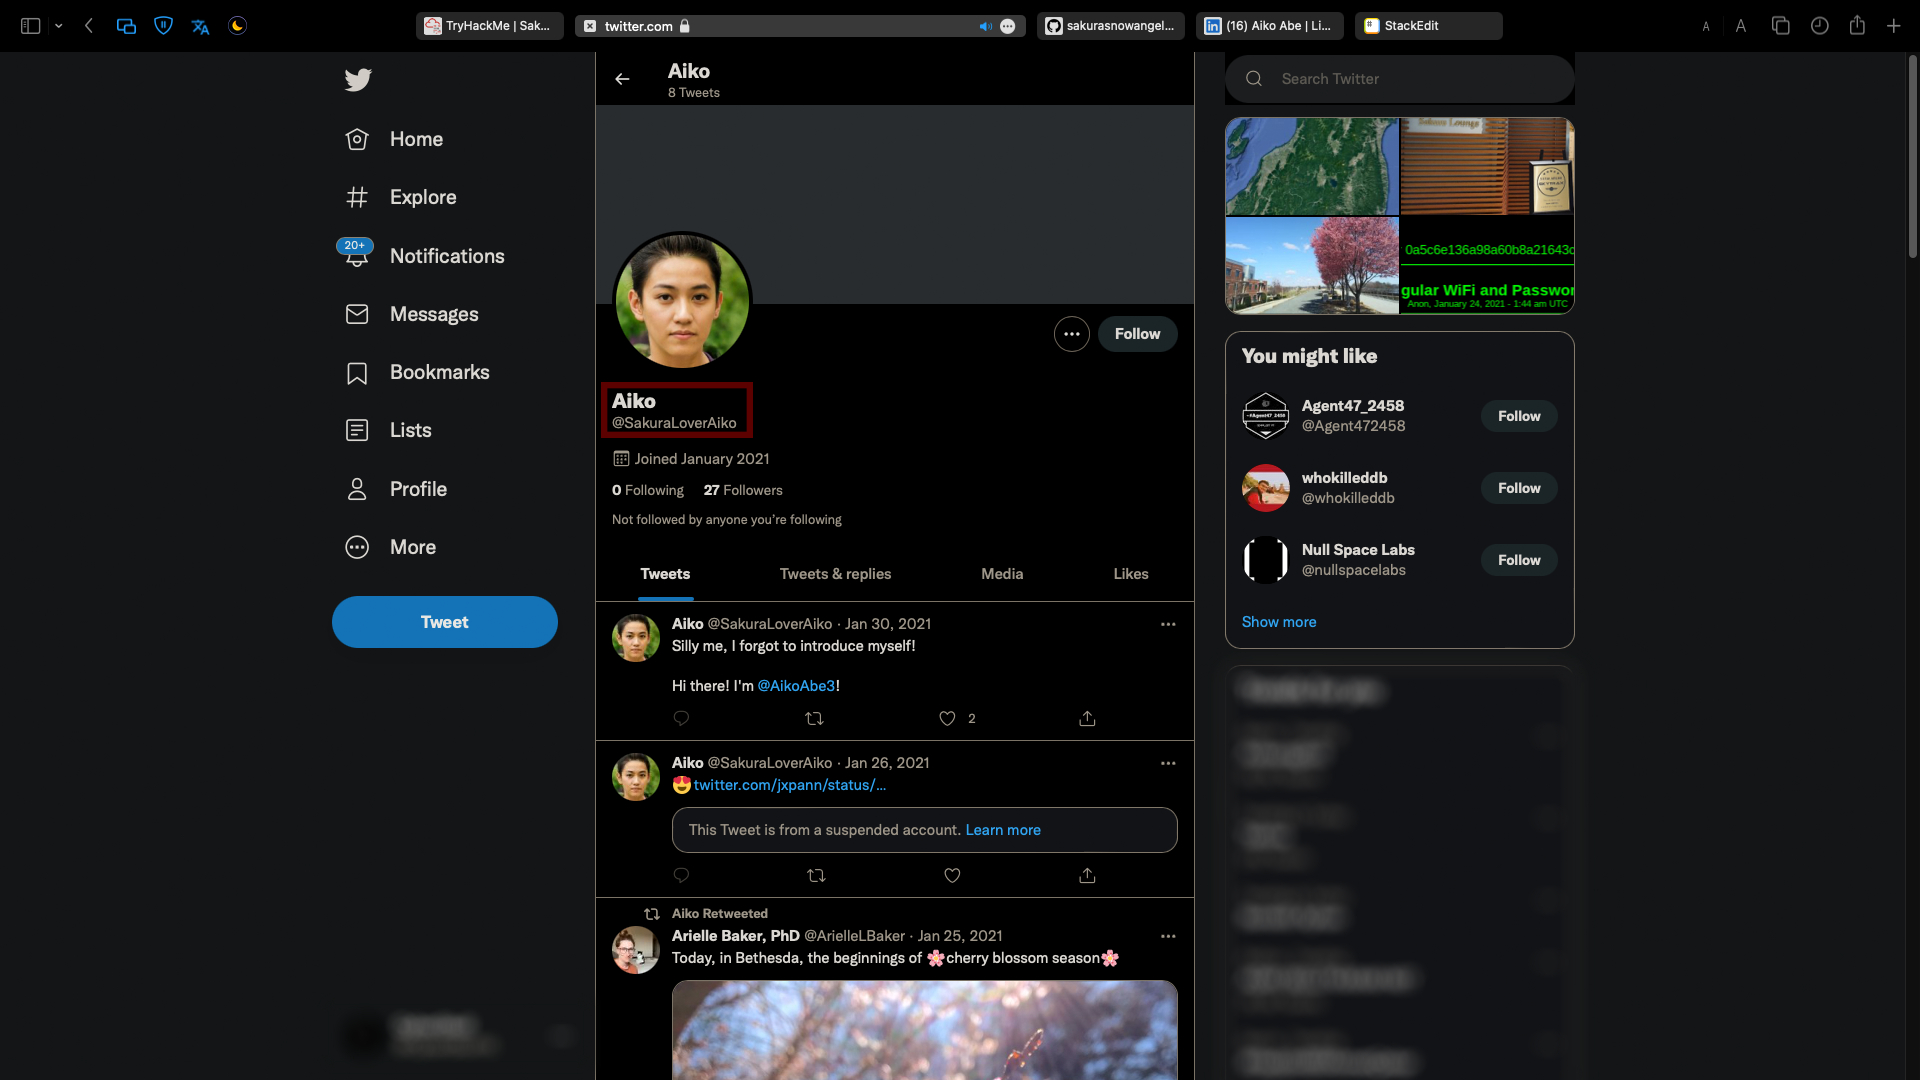 TryHackMe | Sak...
twitter.com
sakurasnowangel...
(16) Aiko Abe | Li...
StackEdit
A
A
Home
Explore
20+
Notifications
Messages
Bookmarks
Lists
Profile
More
Tweet
Aiko
8 Tweets
Follow
Aiko
@SakuraLoverAiko
Joined January 2021
0 Following 27 Followers
Not followed by anyone you're following
Tweets Tweets & replies Media Likes
Aiko @SakuraLoverAiko · Jan 30, 2021
Silly me, I forgot to introduce myself!
Hi there! I'm @AikoAbe3!
2
Aiko @SakuraLoverAiko · Jan 26, 2021
😍twitter.com/jxpann/status/...
This Tweet is from a suspended account. Learn more
Aiko Retweeted
Arielle Baker, PhD @ArielleLBaker · Jan 25, 2021
Today, in Bethesda, the beginnings of 🌸cherry blossom season🌸
Search Twitter
Sakura Lounge
0a5c6e136a98a60b8a21643c
gular WiFi and Passwor
Anon, January 24, 2021 - 1:44 am UTC
You might like
Agent47_2458
@Agent472458
Follow
whokilleddb
@whokilleddb
Follow
Null Space Labs
@nullspacelabs
Follow
Show more